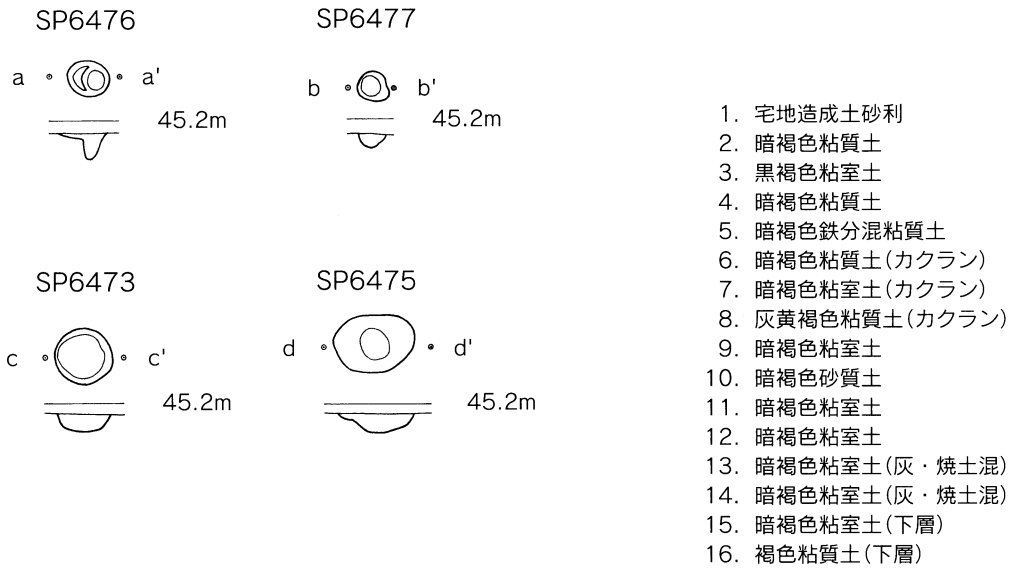 SP6476
a
a'
45.2m
SP6477
b
b'
45.2m
SP6473
c
c'
45.2m
SP6475
d
d'
45.2m
1. 宅地造成土砂利
2. 暗褐色粘質土
3. 黒褐色粘室土
4. 暗褐色粘質土
5. 暗褐色鉄分混粘質土
6. 暗褐色粘質土(カクラン)
7. 暗褐色粘室土(カクラン)
8. 灰黄褐色粘質土(カクラン)
9. 暗褐色粘室土
10. 暗褐色砂質土
11. 暗褐色粘室土
12. 暗褐色粘室土
13. 暗褐色粘室土(灰・焼土混)
14. 暗褐色粘室土(灰・焼土混)
15. 暗褐色粘室土(下層)
16. 褐色粘質土(下層)